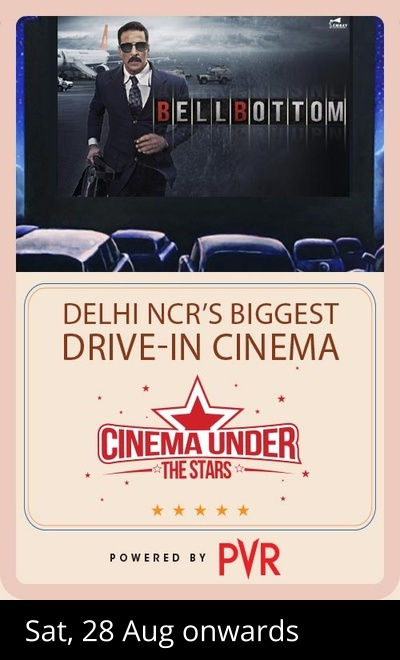 BELLBOTTOM
DELHI NCR'S BIGGEST
DRIVE-IN CINEMA
CINEMA UNDER
THE STARS
POWERED BY PVR
Sat, 28 Aug onwards